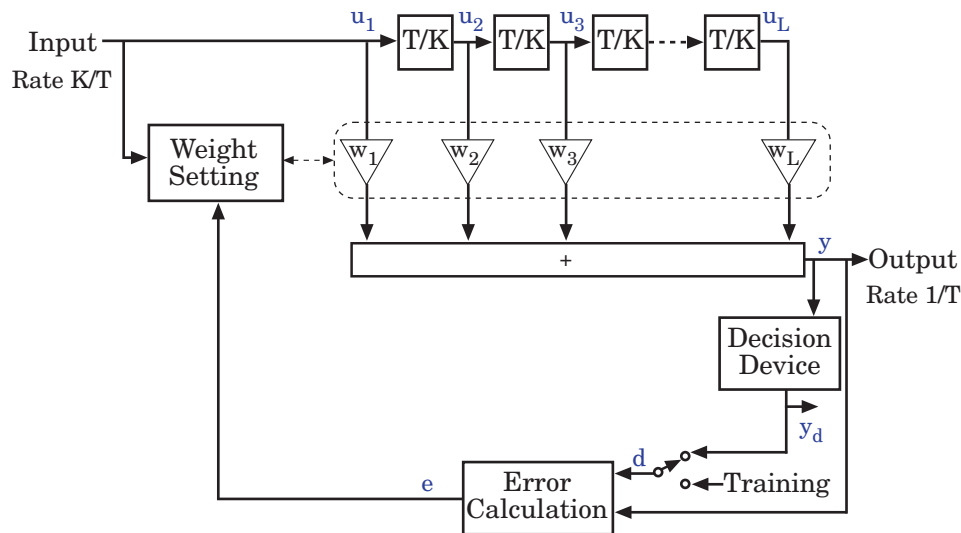 u1 u2 u3 uL
Input T/K T/K T/K T/K
Rate K/T
Weight
Setting
w1 w2 w3 wL
+
y
Output
Rate 1/T
Decision
Device
yd
d
Training
e
Error
Calculation